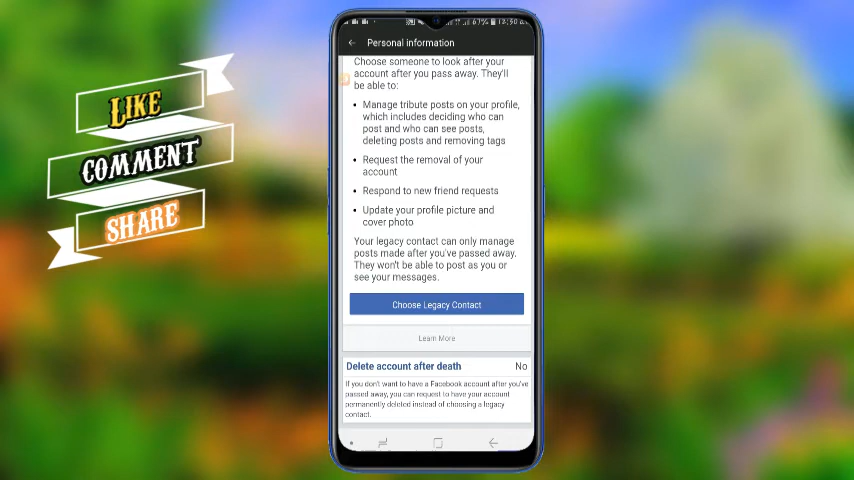 LIKE
COMMENT
SHARE
67%
Personal information
Choose someone to look after your
account after you pass away. They'll
be able to:
• Manage tribute posts on your profile,
which includes deciding who can
post and who can see posts,
deleting posts and removing tags
• Request the removal of your
account
• Respond to new friend requests
• Update your profile picture and
cover photo
Your legacy contact can only manage
posts made after you've passed away.
They won't be able to post as you or
see your messages.
Choose Legacy Contact
Learn More
Delete account after death No
If you don't want to have a Facebook account after you've
passed away, you can request to have your account
permanently deleted instead of choosing a legacy
contact.